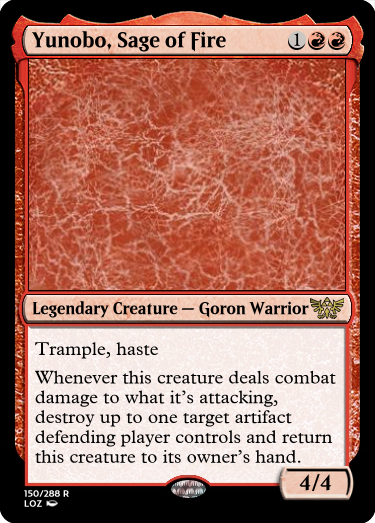 Yunobo, Sage of Fire 1
Legendary Creature — Goron Warrior
Trample, haste
Whenever this creature deals combat
damage to what it's attacking,
destroy up to one target artifact
defending player controls and return
this creature to its owner's hand.
4/4
150/288 R
LOZ